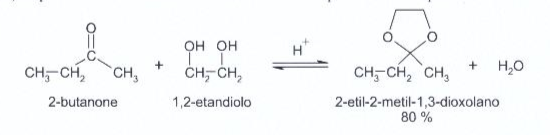 O
C
CH3-CH2 CH3 + OH OH
CH2-CH2 H+ O O
CH3-CH2 CH3 + H2O
2-butanone 1,2-etandiolo 2-etil-2-metil-1,3-dioxolano
80 %